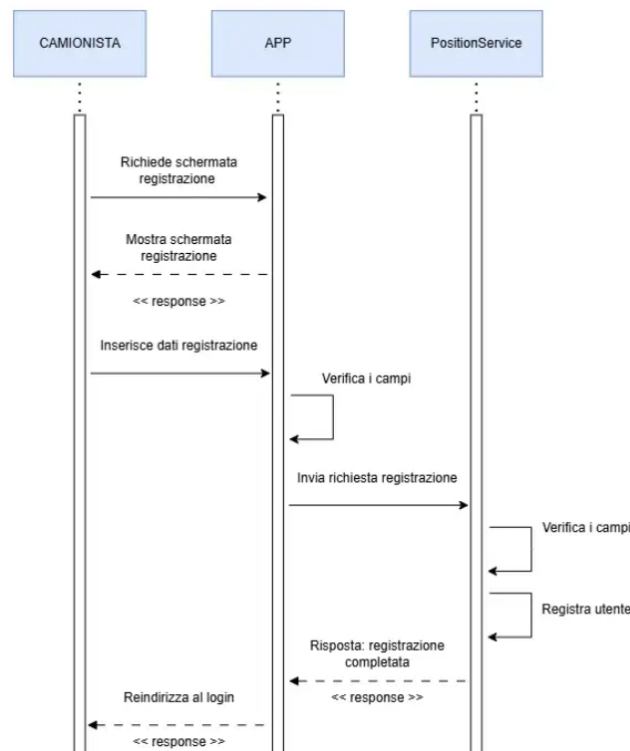 CAMIONISTA
APP
PositionService
Richiede schermata
registrazione
Mostra schermata
registrazione
<< response >>
Inserisce dati registrazione
Verifica i campi
Invia richiesta registrazione
Verifica i campi
Registra utente
Risposta: registrazione
completata
<< response >>
Reindirizza al login
<< response >>